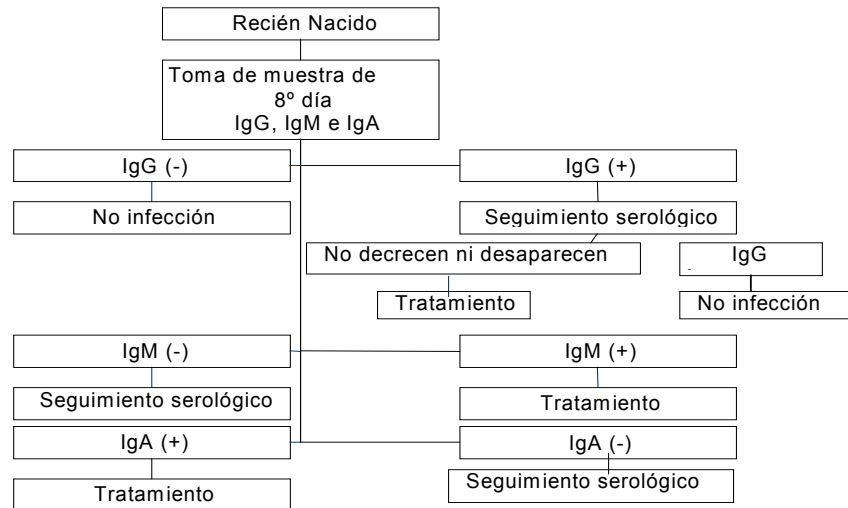 Recién Nacido
Toma de muestra de
8º día
IgG, IgM e IgA
IgG (-)
IgG (+)
No infección
Seguimiento serológico
No decrecen ni desaparecen
IgG
Tratamiento
No infección
IgM (-)
IgM (+)
Seguimiento serológico
Tratamiento
IgA (+)
IgA (-)
Tratamiento
Seguimiento serológico